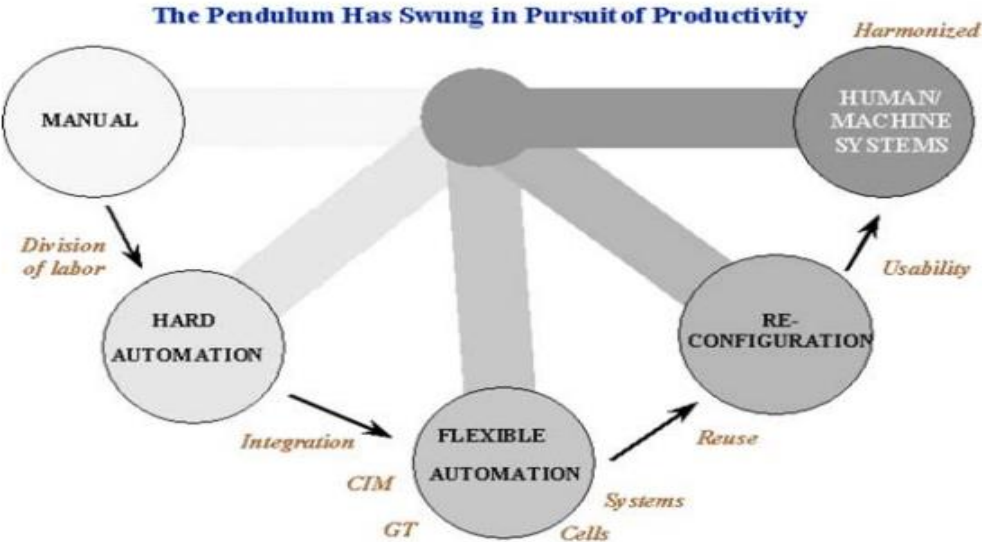 The Pendulum Has Swung in Pursuit of Productivity
Harmonized
MANUAL
HUMAN/
MACHINE
SYSTEMS
Division
of labor
Usability
HARD
AUTOMATION
RE-
CONFIGURATION
Integration
FLEXIBLE
AUTOMATION
Reuse
CIM
Systems
GT
Cells